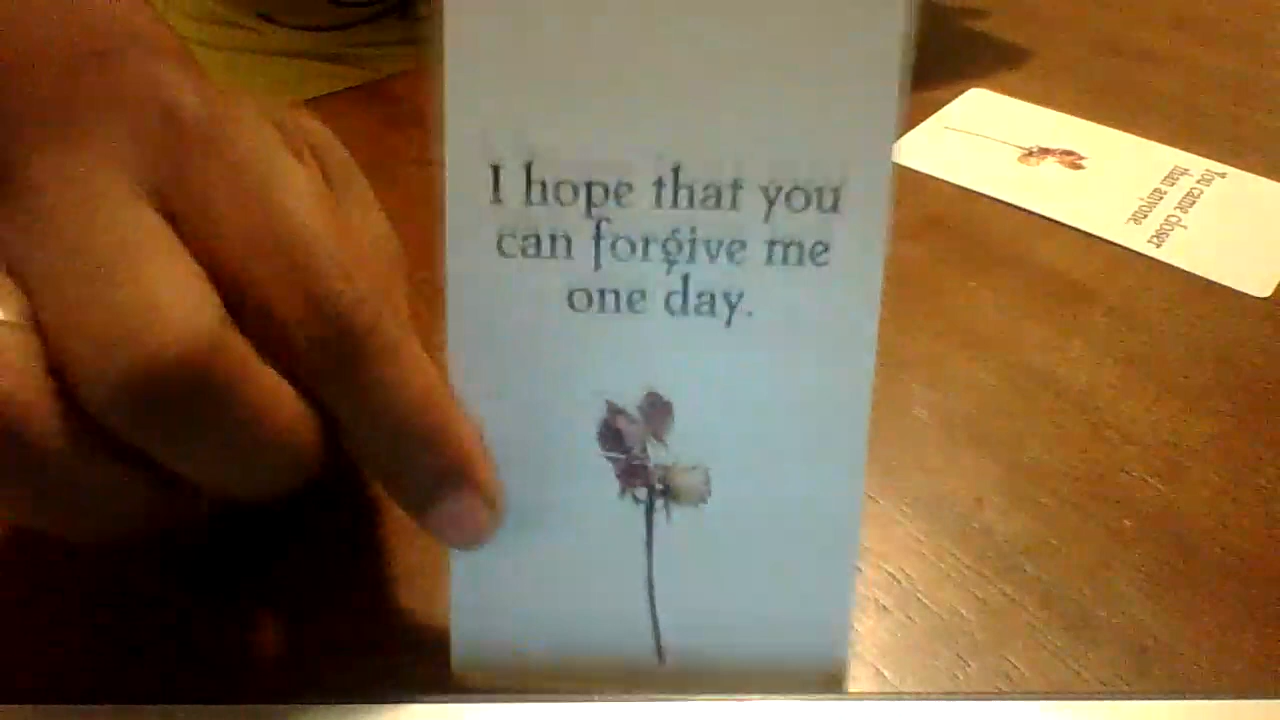 I hope that you
can forgive me
one day.
You came closer
than anyone